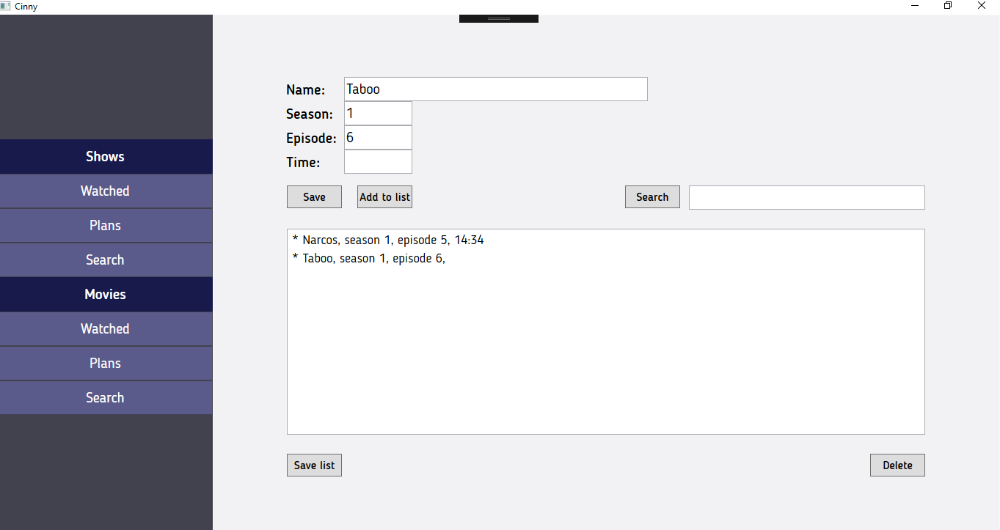 Cinny
Shows
Watched
Plans
Search
Movies
Watched
Plans
Search
Name: Taboo
Season: 1
Episode: 6
Time:
Save Add to list Search
* Narcos, season 1, episode 5, 14:34
* Taboo, season 1, episode 6,
Save list Delete